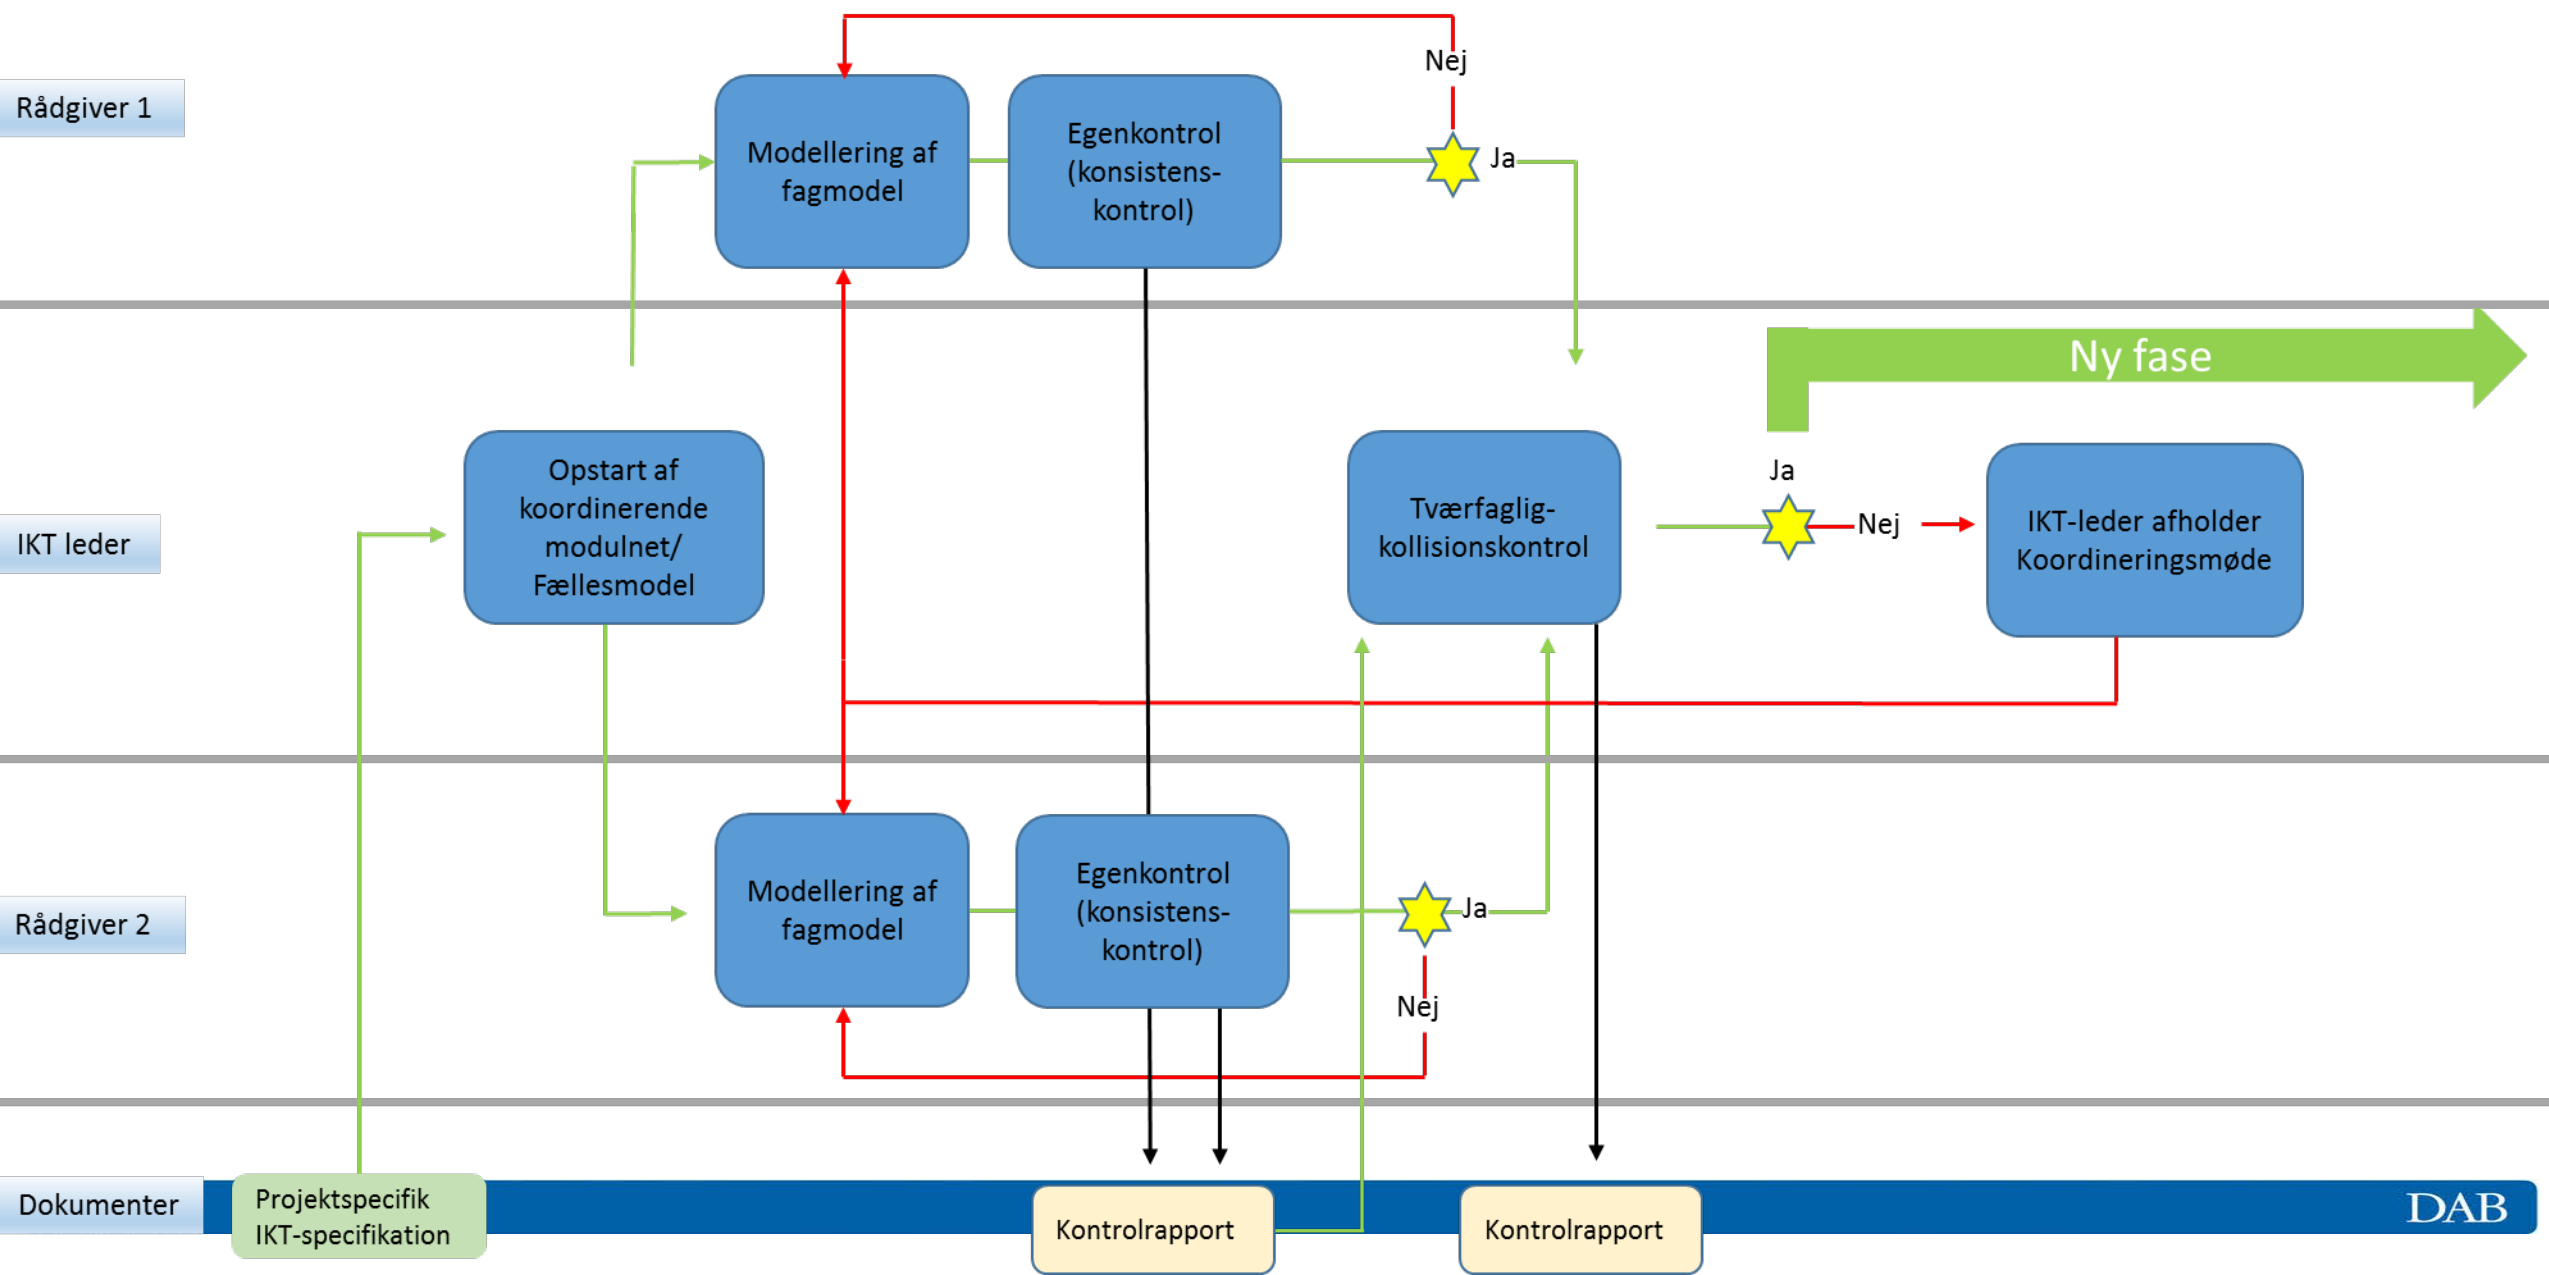 Nej
Rådgiver 1
Modellering af
fagmodel
Egenkontrol
(konsistens-
kontrol)
Ja
Ny fase
IKT leder
Opstart af
koordinerende
modulnet/
Fællesmodel
Tværfaglig-
kollisionskontrol
Ja
Nej
IKT-leder afholder
Koordineringsmøde
Rådgiver 2
Modellering af
fagmodel
Egenkontrol
(konsistens-
kontrol)
Ja
Nej
Dokumenter
Projektspecifik
IKT-specifikation
Kontrolrapport
Kontrolrapport
DAB